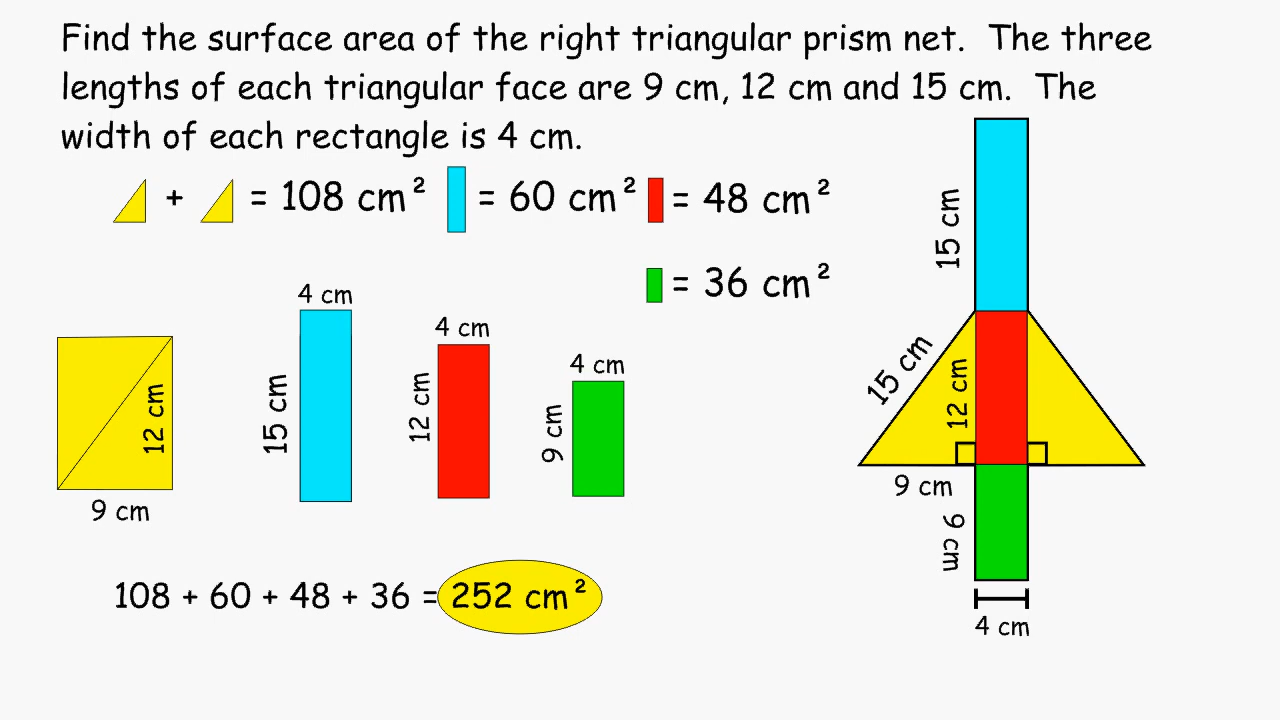 Find the surface area of the right triangular prism net. The three
lengths of each triangular face are 9 cm, 12 cm and 15 cm. The
width of each rectangle is 4 cm.
+ = 108 cm² = 60 cm² = 48 cm²
= 36 cm²
4 cm
15 cm
4 cm
12 cm
4 cm
9 cm
12 cm
9 cm
15 cm
15 cm
12 cm
9 cm
9 cm
4 cm
108 + 60 + 48 + 36 = 252 cm²